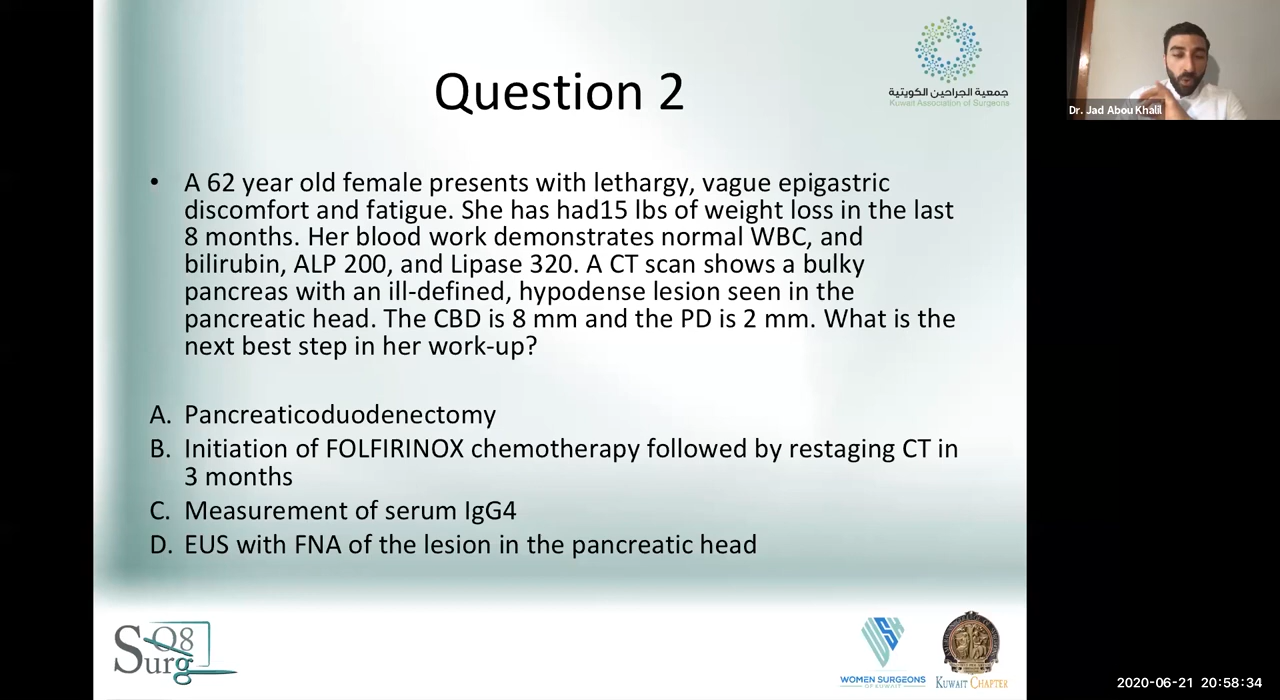 جمعية الجراحين الكويتية
Kuwait Association of Surgeons
Dr. Jad Abou Khalil
Question 2
• A 62 year old female presents with lethargy, vague epigastric
discomfort and fatigue. She has had15 lbs of weight loss in the last
8 months. Her blood work demonstrates normal WBC, and
bilirubin, ALP 200, and Lipase 320. A CT scan shows a bulky
pancreas with an ill-defined, hypodense lesion seen in the
pancreatic head. The CBD is 8 mm and the PD is 2 mm. What is the
next best step in her work-up?
A. Pancreaticoduodenectomy
B. Initiation of FOLFIRINOX chemotherapy followed by restaging CT in
3 months
C. Measurement of serum IgG4
D. EUS with FNA of the lesion in the pancreatic head
Surg Q8
WOMEN SURGEONS
OF KUWAIT
KUWAIT CHAPTER
2020-06-21 20:58:34